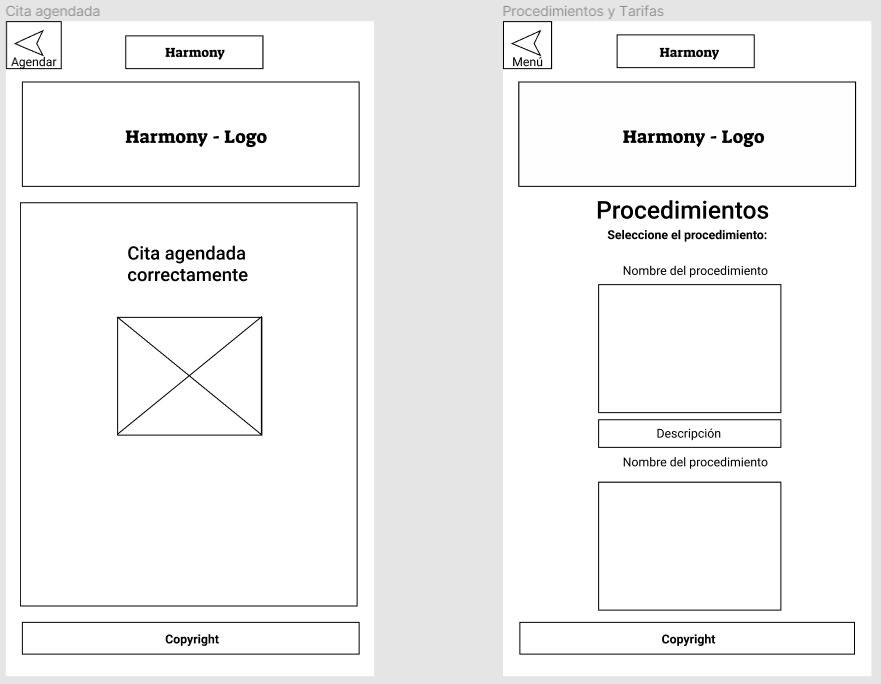 Cita agendada
Agendar
Harmony
Harmony - Logo
Cita agendada
correctamente
Copyright
Procedimientos y Tarifas
Menú
Harmony
Harmony - Logo
Procedimientos
Seleccione el procedimiento:
Nombre del procedimiento
Descripción
Nombre del procedimiento
Copyright